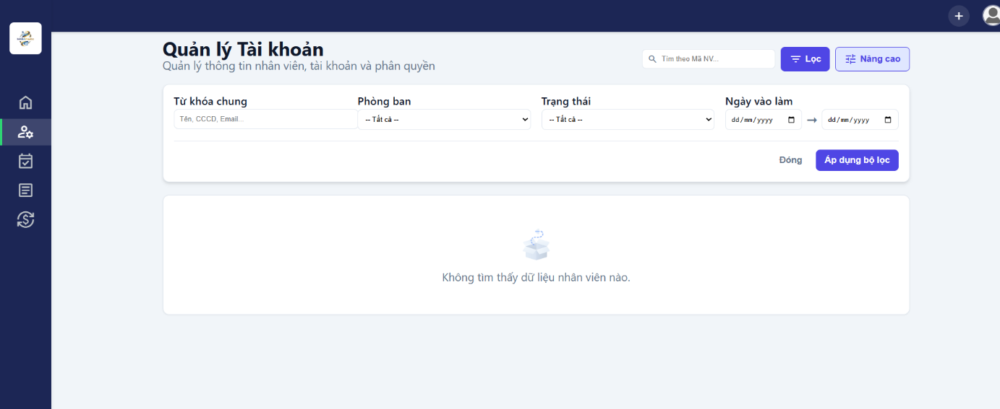 Quản lý Tài khoản
Quản lý thông tin nhân viên, tài khoản và phân quyền
Tìm theo Mã NV...
Lọc
Nâng cao
Từ khóa chung
Phòng ban
Trạng thái
Ngày vào làm
Tên, CCCD, Email...
-- Tất cả --
-- Tất cả --
dd/mm/yyyy
dd/mm/yyyy
Đóng
Áp dụng bộ lọc
Không tìm thấy dữ liệu nhân viên nào.